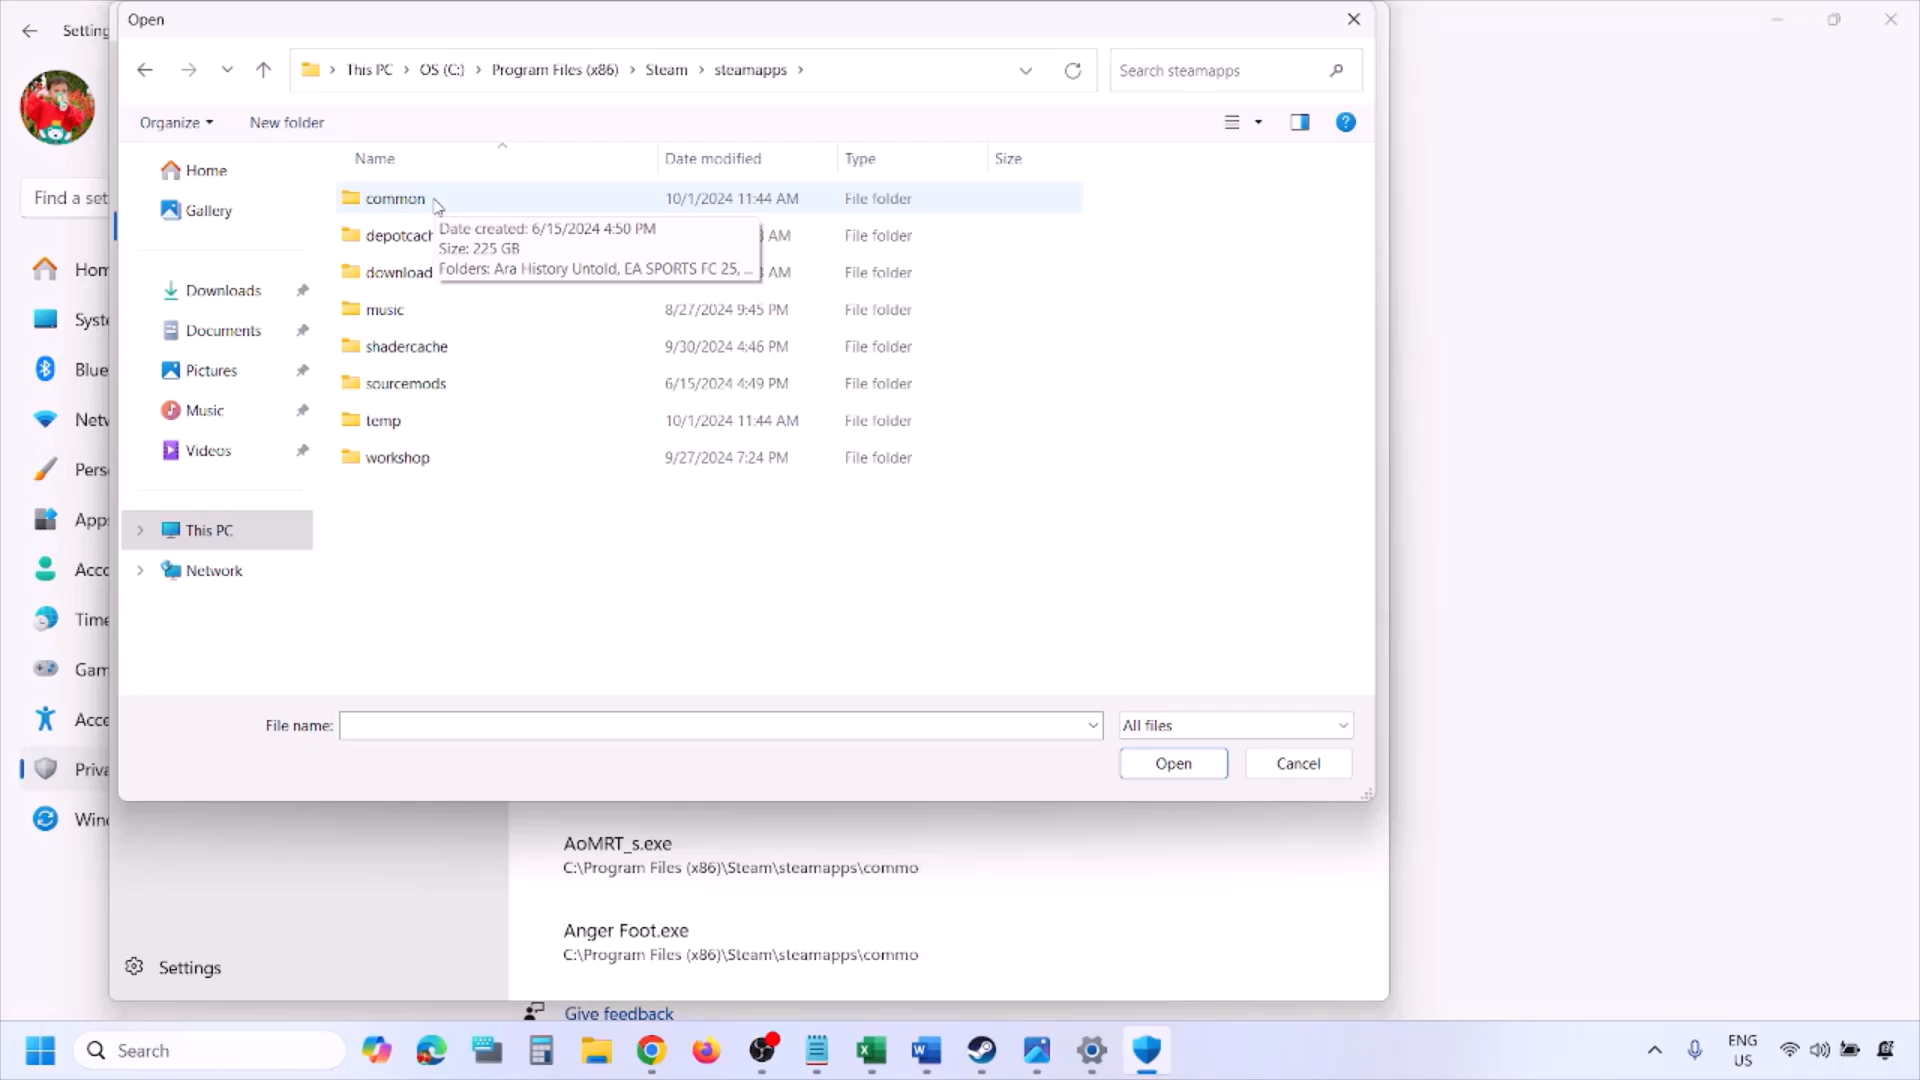 Open
Setting
This PC > OS (C:) > Program Files (x86) > Steam > steamapps >
Search steamapps
Organize
New folder
Name
Date modified
Type
Size
Home
Gallery
Downloads
Documents
Pictures
Music
Videos
This PC
Network
common 10/1/2024 11:44 AM File folder
depotcach AM File folder
download AM File folder
Date created: 6/15/2024 4:50 PM
Size: 225 GB
Folders: Ara History Untold, EA SPORTS FC 25, ...
music 8/27/2024 9:45 PM File folder
shadercache 9/30/2024 4:46 PM File folder
sourcemods 6/15/2024 4:49 PM File folder
temp 10/1/2024 11:44 AM File folder
workshop 9/27/2024 7:24 PM File folder
Find a set
Hom
Syste
Blue
Netw
Pers
Apps
Acco
Time
Gam
Acce
Priva
Wind
File name:
All files
Open
Cancel
AoMRT_s.exe
C:\Program Files (x86)\Steam\steamapps\commo
Anger Foot.exe
C:\Program Files (x86)\Steam\steamapps\commo
Settings
Give feedback
Search
ENG
US